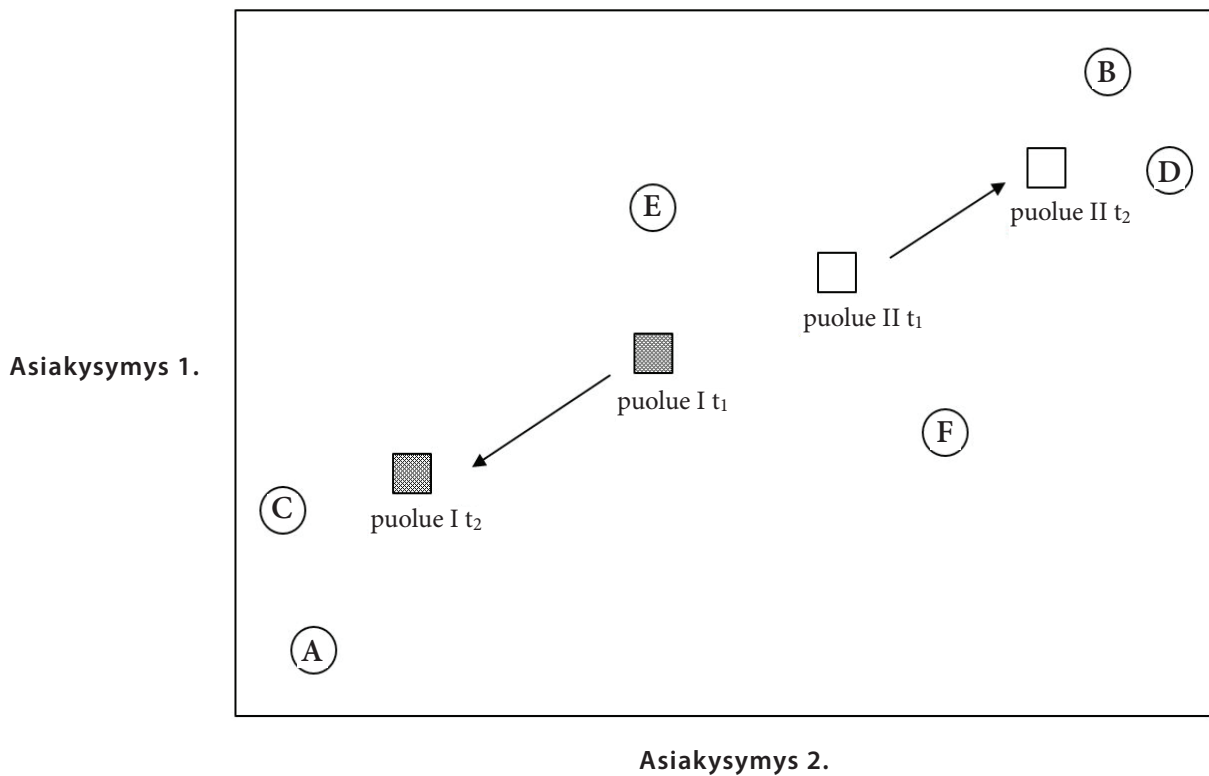 B
D
puolue II t₂
E
puolue II t₁
Asiakysymys 1.
puolue I t₁
F
C
puolue I t₂
A
Asiakysymys 2.